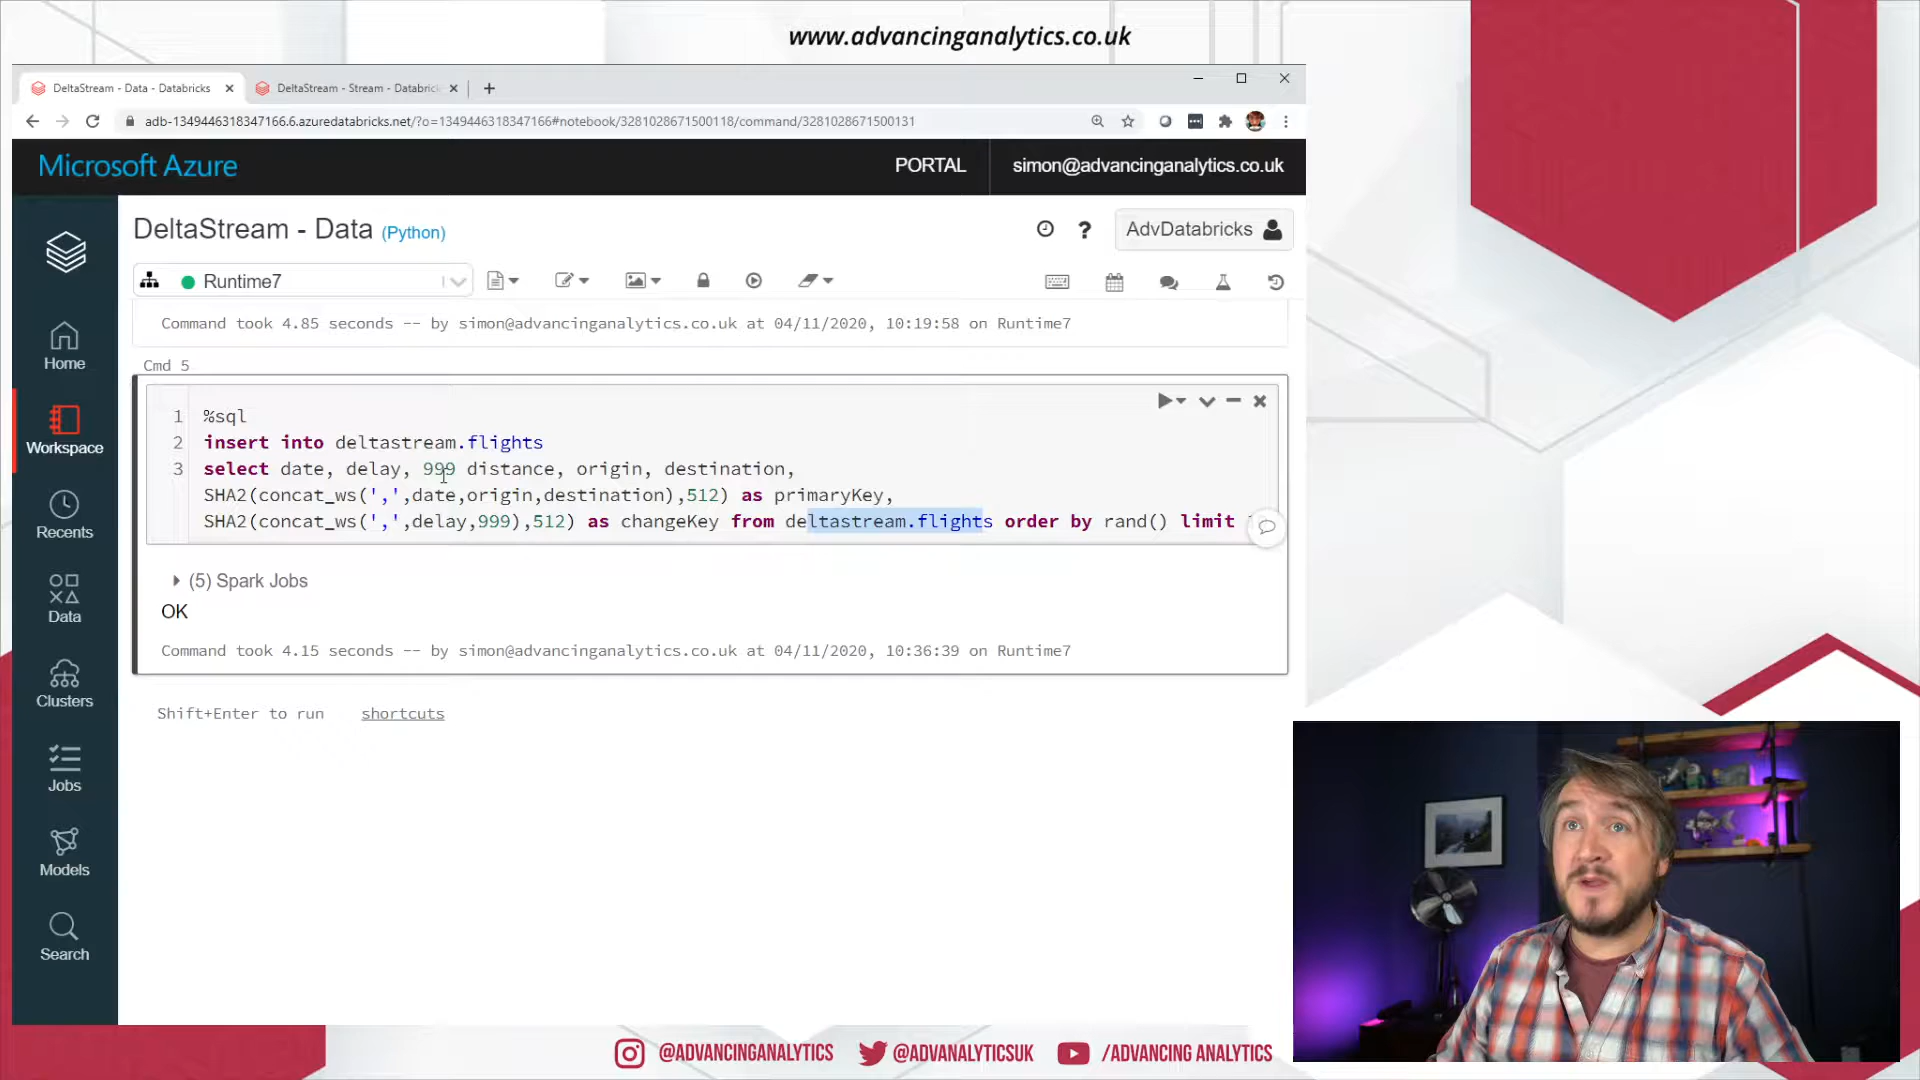 www.advancinganalytics.co.uk
DeltaStream - Data - Databricks
DeltaStream - Stream - Databric
adb-1349446318347166.6.azuredatabricks.net/?o=1349446318347166#notebook/3281028671500118/command/3281028671500131
Microsoft Azure
PORTAL
simon@advancinganalytics.co.uk
DeltaStream - Data (Python)
? AdvDatabricks
Runtime7
Command took 4.85 seconds -- by simon@advancinganalytics.co.uk at 04/11/2020, 10:19:58 on Runtime7
Cmd 5
1 %sql
2 insert into deltastream.flights
3 select date, delay, 999 distance, origin, destination,
SHA2(concat_ws(',',date,origin,destination),512) as primaryKey,
SHA2(concat_ws(',',delay,999),512) as changeKey from deltastream.flights order by rand() limit
(5) Spark Jobs
OK
Command took 4.15 seconds -- by simon@advancinganalytics.co.uk at 04/11/2020, 10:36:39 on Runtime7
Shift+Enter to run shortcuts
Home
Workspace
Recents
Data
Clusters
Jobs
Models
Search
@ADVANCINGANALYTICS
@ADVANALYTICSUK
/ADVANCING ANALYTICS